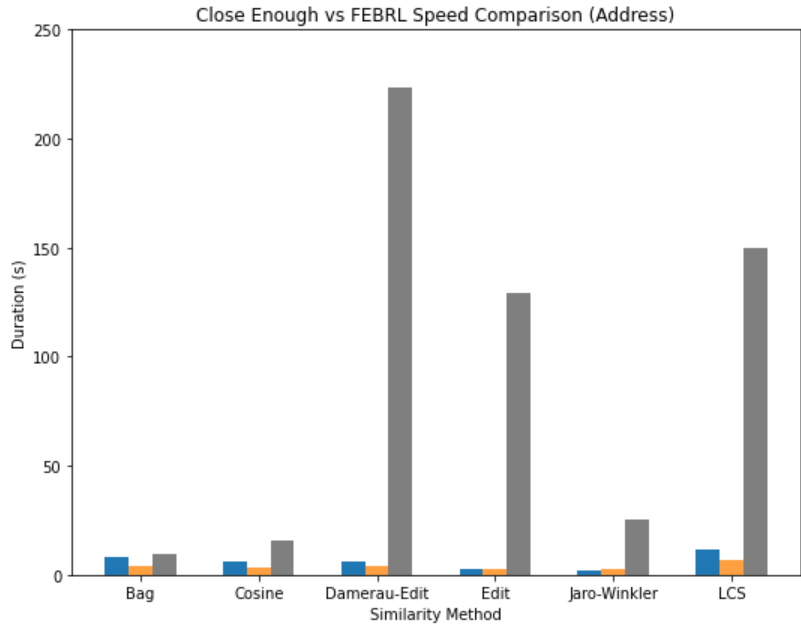 Close Enough vs FEBRL Speed Comparison (Address)
250
200
150
100
50
0
Duration (s)
Bag Cosine Damerau-Edit Edit Jaro-Winkler LCS
Similarity Method